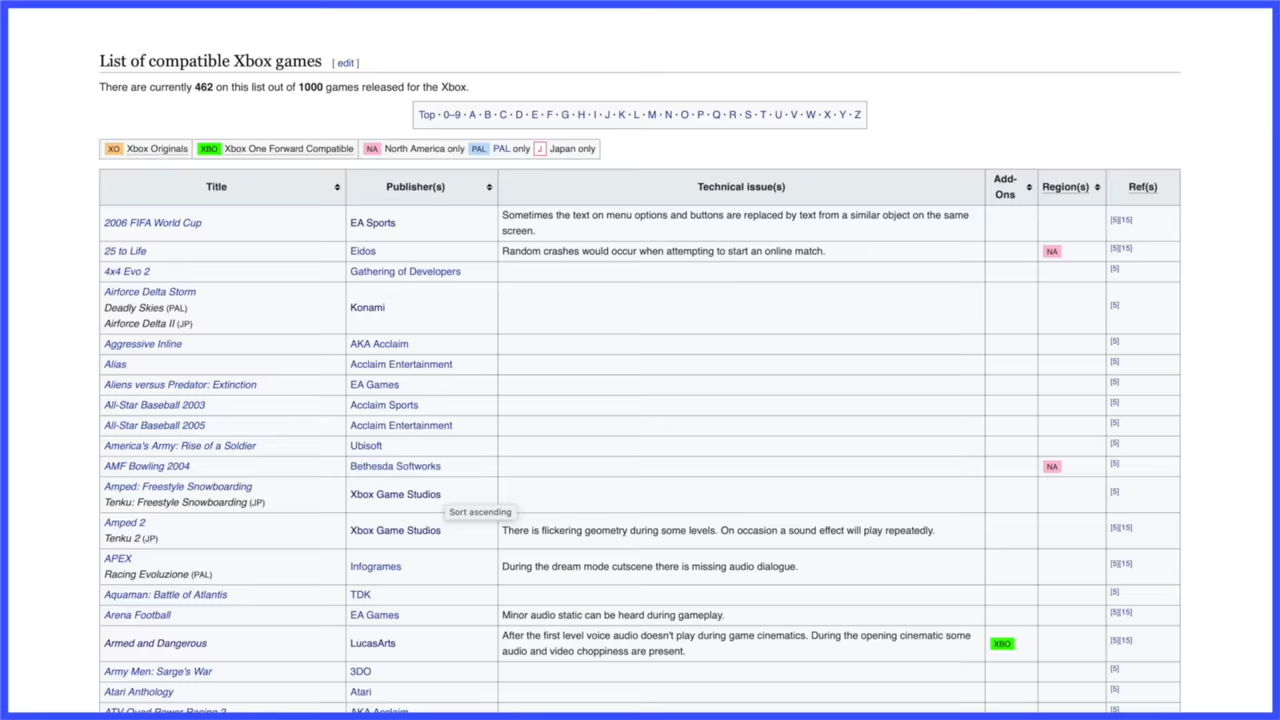 List of compatible Xbox games [ edit ]
There are currently 462 on this list out of 1000 games released for the Xbox.
Top · 0–9 · A · B · C · D · E · F · G · H · I · J · K · L · M · N · O · P · Q · R · S · T · U · V · W · X · Y · Z
XO Xbox Originals XBO Xbox One Forward Compatible NA North America only PAL PAL only J Japan only
Title Publisher(s) Technical issue(s) Add-Ons Region(s) Ref(s)
2006 FIFA World Cup EA Sports Sometimes the text on menu options and buttons are replaced by text from a similar object on the same
screen. [5][15]
25 to Life Eidos Random crashes would occur when attempting to start an online match. NA [5][15]
4x4 Evo 2 Gathering of Developers [5]
Airforce Delta Storm
Deadly Skies (PAL) Konami [5]
Airforce Delta II (JP)
Aggressive Inline AKA Acclaim [5]
Alias Acclaim Entertainment [5]
Aliens versus Predator: Extinction EA Games [5]
All-Star Baseball 2003 Acclaim Sports [5]
All-Star Baseball 2005 Acclaim Entertainment [5]
America's Army: Rise of a Soldier Ubisoft [5]
AMF Bowling 2004 Bethesda Softworks NA [5]
Amped: Freestyle Snowboarding
Tenku: Freestyle Snowboarding (JP) Xbox Game Studios [5]
Sort ascending
Amped 2
Tenku 2 (JP) Xbox Game Studios There is flickering geometry during some levels. On occasion a sound effect will play repeatedly. [5][15]
APEX
Racing Evoluzione (PAL) Infogrames During the dream mode cutscene there is missing audio dialogue. [5][15]
Aquaman: Battle of Atlantis TDK [5]
Arena Football EA Games Minor audio static can be heard during gameplay. [5][15]
Armed and Dangerous LucasArts After the first level voice audio doesn't play during game cinematics. During the opening cinematic some
audio and video choppiness are present. XBO [5][15]
Army Men: Sarge's War 3DO [5]
Atari Anthology Atari [5]
ATV Quad Power Racing 2 AKA Acclaim [5]